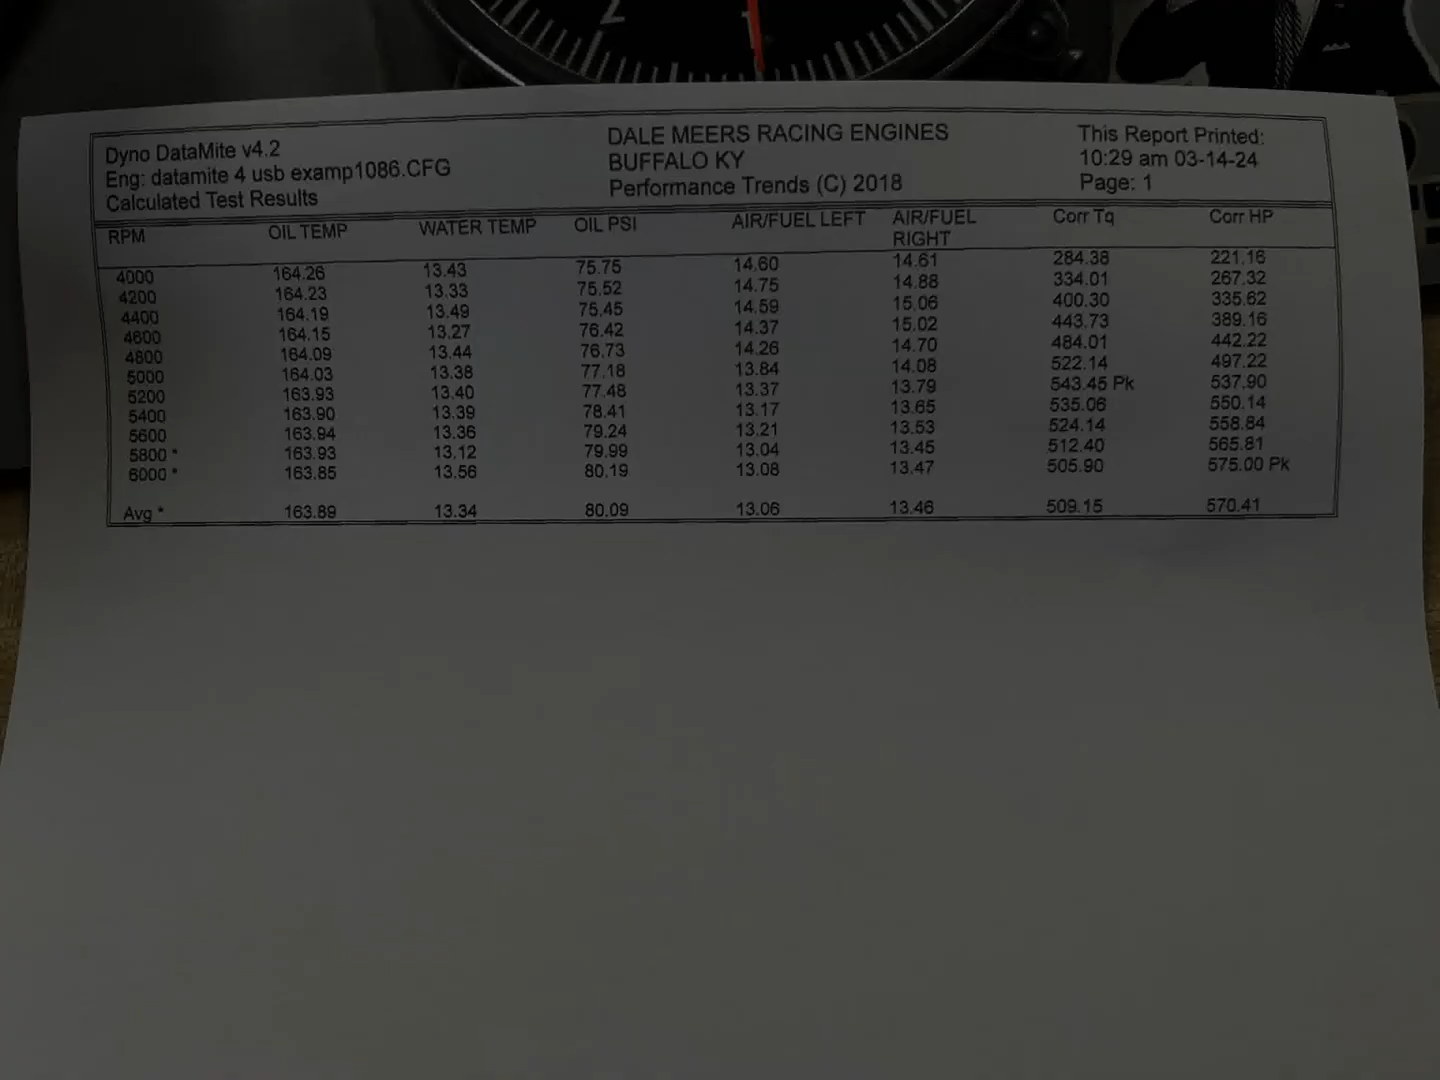 2 1
Dyno DataMite v4.2 DALE MEERS RACING ENGINES This Report Printed:
Eng: datamite 4 usb examp1086.CFG BUFFALO KY 10:29 am 03-14-24
Calculated Test Results Performance Trends (C) 2018 Page: 1
RPM OIL TEMP WATER TEMP OIL PSI AIR/FUEL LEFT AIR/FUEL RIGHT Corr Tq Corr HP
4000 164.26 13.43 75.75 14.60 14.61 284.38 221.16
4200 164.23 13.33 75.52 14.75 14.88 334.01 267.32
4400 164.19 13.49 75.45 14.59 15.06 400.30 335.62
4600 164.15 13.27 76.42 14.37 15.02 443.73 389.16
4800 164.09 13.44 76.73 14.26 14.70 484.01 442.22
5000 164.03 13.38 77.18 13.84 14.08 522.14 497.22
5200 163.93 13.40 77.48 13.37 13.79 543.45 Pk 537.90
5400 163.90 13.39 78.41 13.17 13.65 535.06 550.14
5600 163.94 13.36 79.24 13.21 13.53 524.14 558.84
5800 * 163.93 13.12 79.99 13.04 13.45 512.40 565.81
6000 * 163.85 13.56 80.19 13.08 13.47 505.90 575.00 Pk
Avg * 163.89 13.34 80.09 13.06 13.46 509.15 570.41